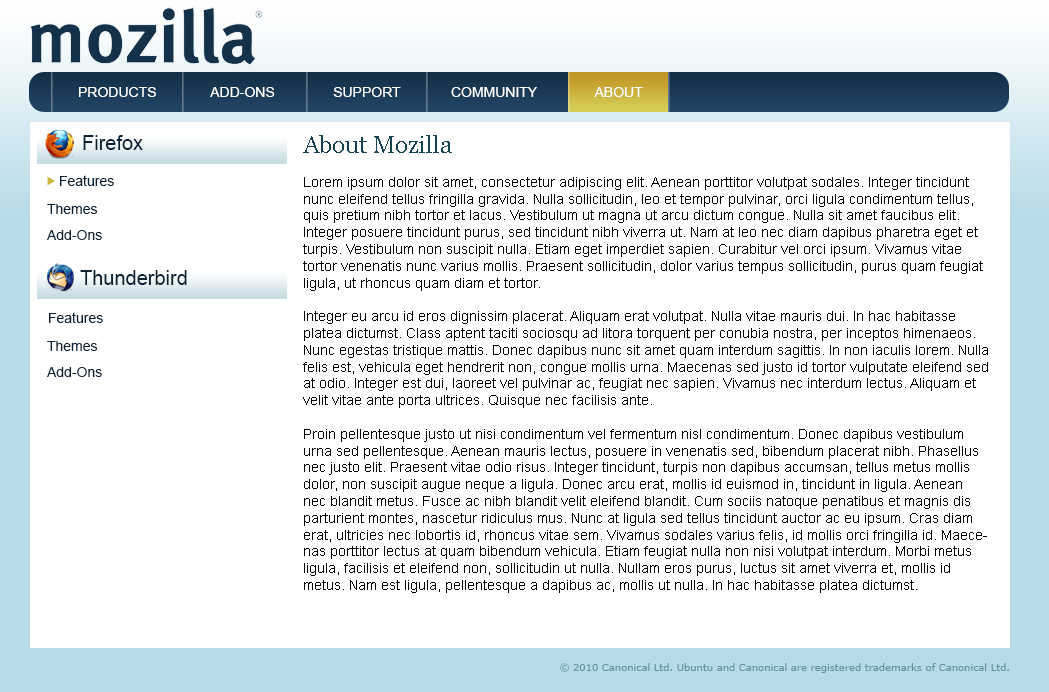 mozilla®
PRODUCTS ADD-ONS SUPPORT COMMUNITY ABOUT
Firefox
Features
Themes
Add-Ons
Thunderbird
Features
Themes
Add-Ons
About Mozilla
Lorem ipsum dolor sit amet, consectetur adipiscing elit. Aenean porttitor volutpat sodales. Integer tincidunt
nunc eleifend tellus fringilla gravida. Nulla sollicitudin, leo et tempor pulvinar, orci ligula condimentum tellus,
quis pretium nibh tortor et lacus. Vestibulum ut magna ut arcu dictum congue. Nulla sit amet faucibus elit.
Integer posuere tincidunt purus, sed tincidunt nibh viverra ut. Nam at leo nec diam dapibus pharetra eget et
turpis. Vestibulum non suscipit nulla. Etiam eget imperdiet sapien. Curabitur vel orci ipsum. Vivamus vitae
tortor venenatis nunc varius mollis. Praesent sollicitudin, dolor varius tempus sollicitudin, purus quam feugiat
ligula, ut rhoncus quam diam et tortor.
Integer eu arcu id eros dignissim placerat. Aliquam erat volutpat. Nulla vitae mauris dui. In hac habitasse
platea dictumst. Class aptent taciti sociosqu ad litora torquent per conubia nostra, per inceptos himenaeos.
Nunc egestas tristique mattis. Donec dapibus nunc sit amet quam interdum sagittis. In non iaculis lorem. Nulla
felis est, vehicula eget hendrerit non, congue mollis urna. Maecenas sed justo id tortor vulputate eleifend sed
at odio. Integer est dui, laoreet vel pulvinar ac, feugiat nec sapien. Vivamus nec interdum lectus. Aliquam et
velit vitae ante porta ultrices. Quisque nec facilisis ante.
Proin pellentesque justo ut nisi condimentum vel fermentum nisl condimentum. Donec dapibus vestibulum
urna sed pellentesque. Aenean mauris lectus, posuere in venenatis sed, bibendum placerat nibh. Phasellus
nec justo elit. Praesent vitae odio risus. Integer tincidunt, turpis non dapibus accumsan, tellus metus mollis
dolor, non suscipit augue neque a ligula. Donec arcu erat, mollis id euismod in, tincidunt in ligula. Aenean
nec blandit metus. Fusce ac nibh blandit velit eleifend blandit. Cum sociis natoque penatibus et magnis dis
parturient montes, nascetur ridiculus mus. Nunc at ligula sed tellus tincidunt auctor ac eu ipsum. Cras diam
erat, ultricies nec lobortis id, rhoncus vitae sem. Vivamus sodales varius felis, id mollis orci fringilla id. Maece-
nas porttitor lectus at quam bibendum vehicula. Etiam feugiat nulla non nisi volutpat interdum. Morbi metus
ligula, facilisis et eleifend non, sollicitudin ut nulla. Nullam eros purus, luctus sit amet viverra et, mollis id
metus. Nam est ligula, pellentesque a dapibus ac, mollis ut nulla. In hac habitasse platea dictumst.
© 2010 Canonical Ltd. Ubuntu and Canonical are registered trademarks of Canonical Ltd.